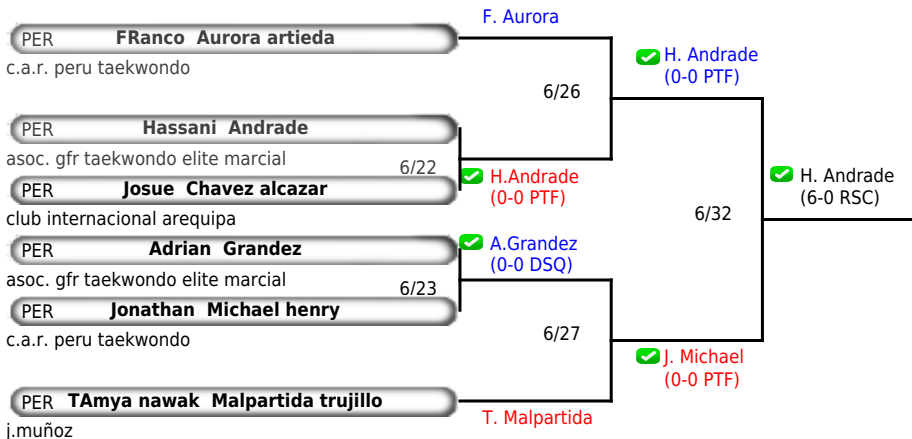 F. Aurora
PER FRanco Aurora artieda
c.a.r. peru taekwondo
H. Andrade
(0-0 PTF)
6/26
PER Hassani Andrade
asoc. gfr taekwondo elite marcial
6/22
H.Andrade
(0-0 PTF)
PER Josue Chavez alcazar
club internacional arequipa
H. Andrade
(6-0 RSC)
6/32
PER Adrian Grandez
asoc. gfr taekwondo elite marcial
A.Grandez
(0-0 DSQ)
6/23
PER Jonathan Michael henry
c.a.r. peru taekwondo
6/27
J. Michael
(0-0 PTF)
PER TAmya nawak Malpartida trujillo
j.muñoz
T. Malpartida